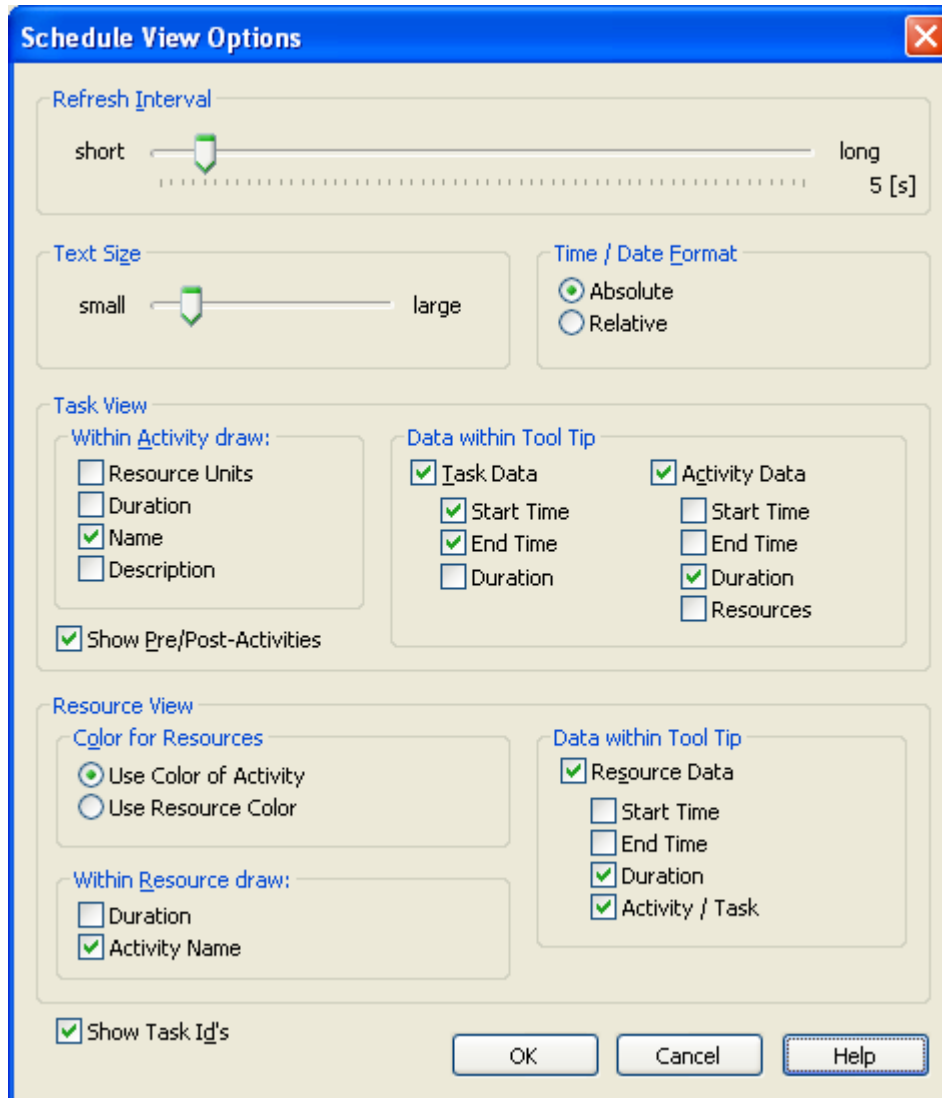 Schedule View Options
Refresh Interval
short long
5 [s]
Text Size
small large
Time / Date Format
Absolute
Relative
Task View
Within Activity draw:
Resource Units
Duration
Name
Description
Show Pre/Post-Activities
Data within Tool Tip
Task Data
Start Time
End Time
Duration
Activity Data
Start Time
End Time
Duration
Resources
Resource View
Color for Resources
Use Color of Activity
Use Resource Color
Within Resource draw:
Duration
Activity Name
Data within Tool Tip
Resource Data
Start Time
End Time
Duration
Activity / Task
Show Task Id's
OK Cancel Help